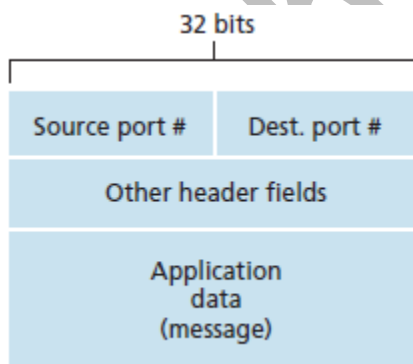 32 bits
Source port # Dest. port #
Other header fields
Application
data
(message)